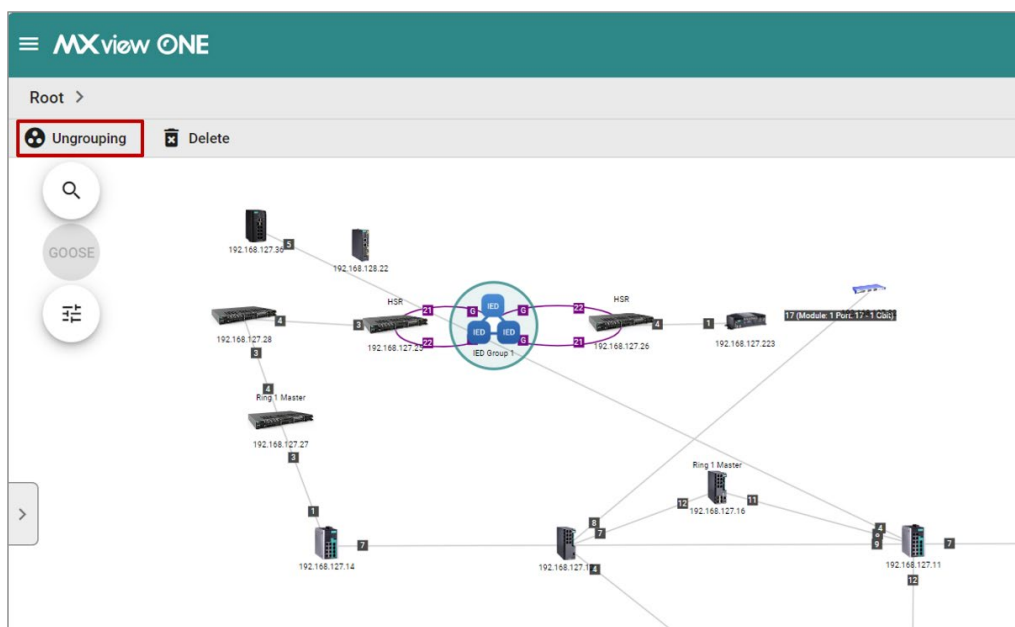 MXview ONE
Root >
Ungrouping Delete
GOOSE
5
192.168.127.36
192.168.128.22
HSR
HSR
21
G
IED
G
22
17 (Module: 1 Port: 17 - 1 Gbit)
4
3
IED IED
4
1
192.168.127.28
22
G
21
192.168.127.26
192.168.127.223
IED Group 1
3
4
Ring 1 Master
192.168.127.27
3
Ring 1 Master
12
11
192.168.127.16
1
8
7
4
7
9
7
192.168.127.14
4
192.168.127.11
12